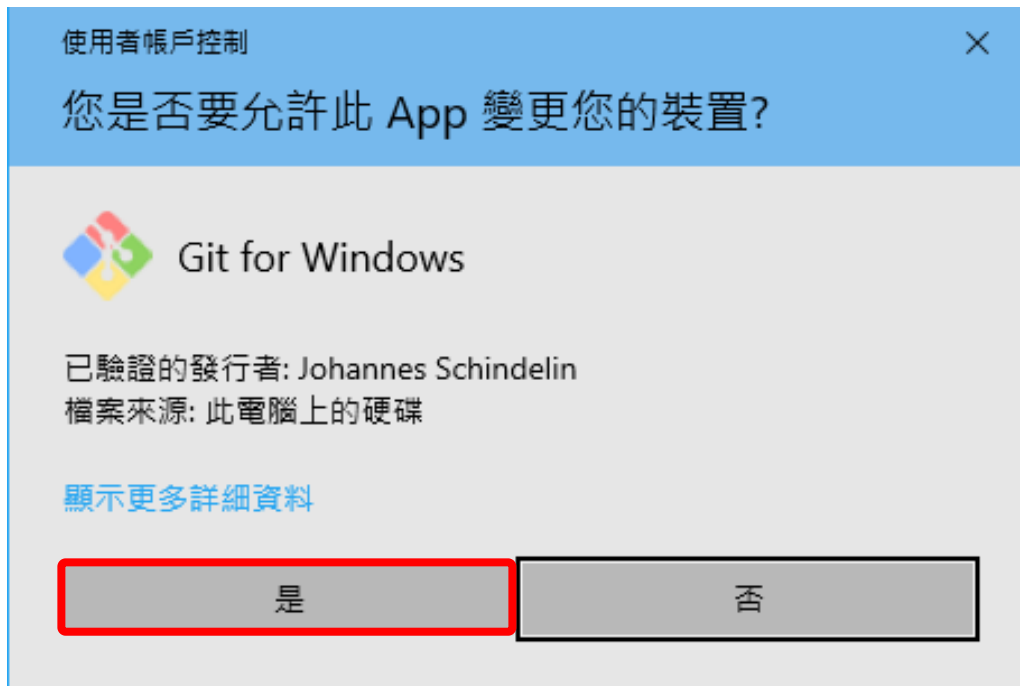 使用者帳戶控制
您是否要允許此 App 變更您的裝置?
Git for Windows
已驗證的發行者: Johannes Schindelin
檔案來源: 此電腦上的硬碟
顯示更多詳細資料
是
否